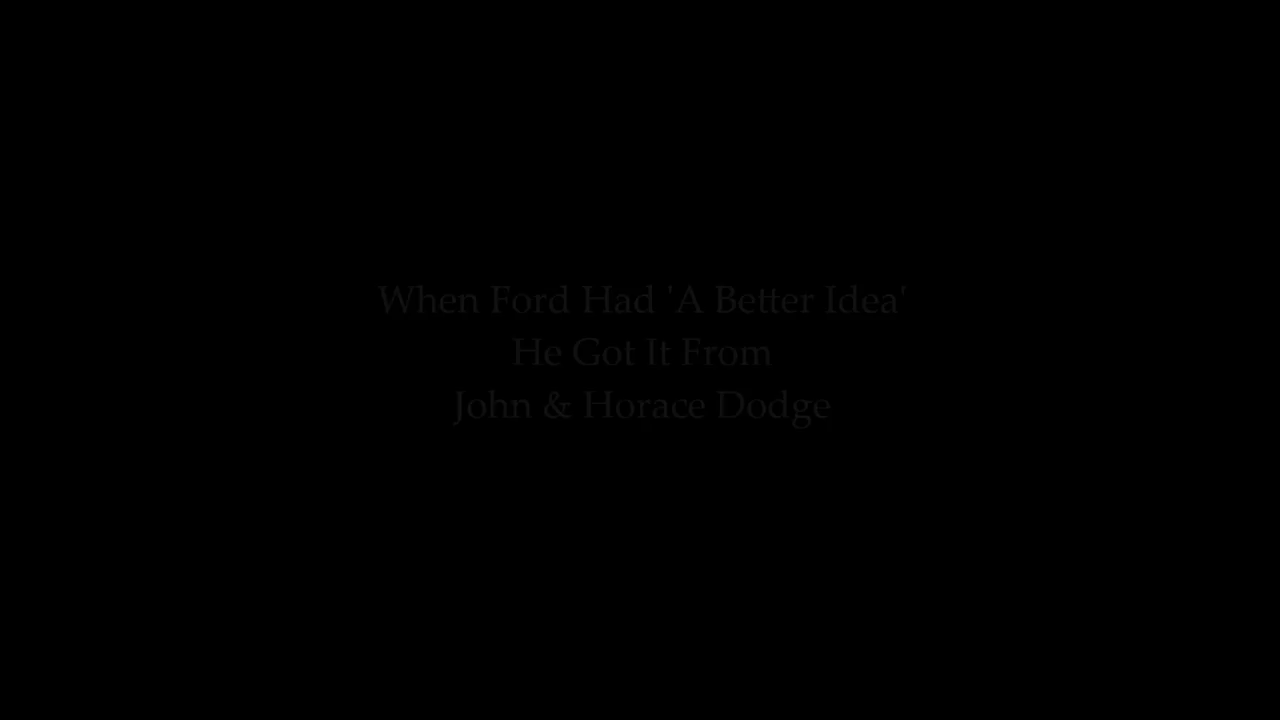 When Ford Had 'A Better Idea'
He Got It From
John & Horace Dodge